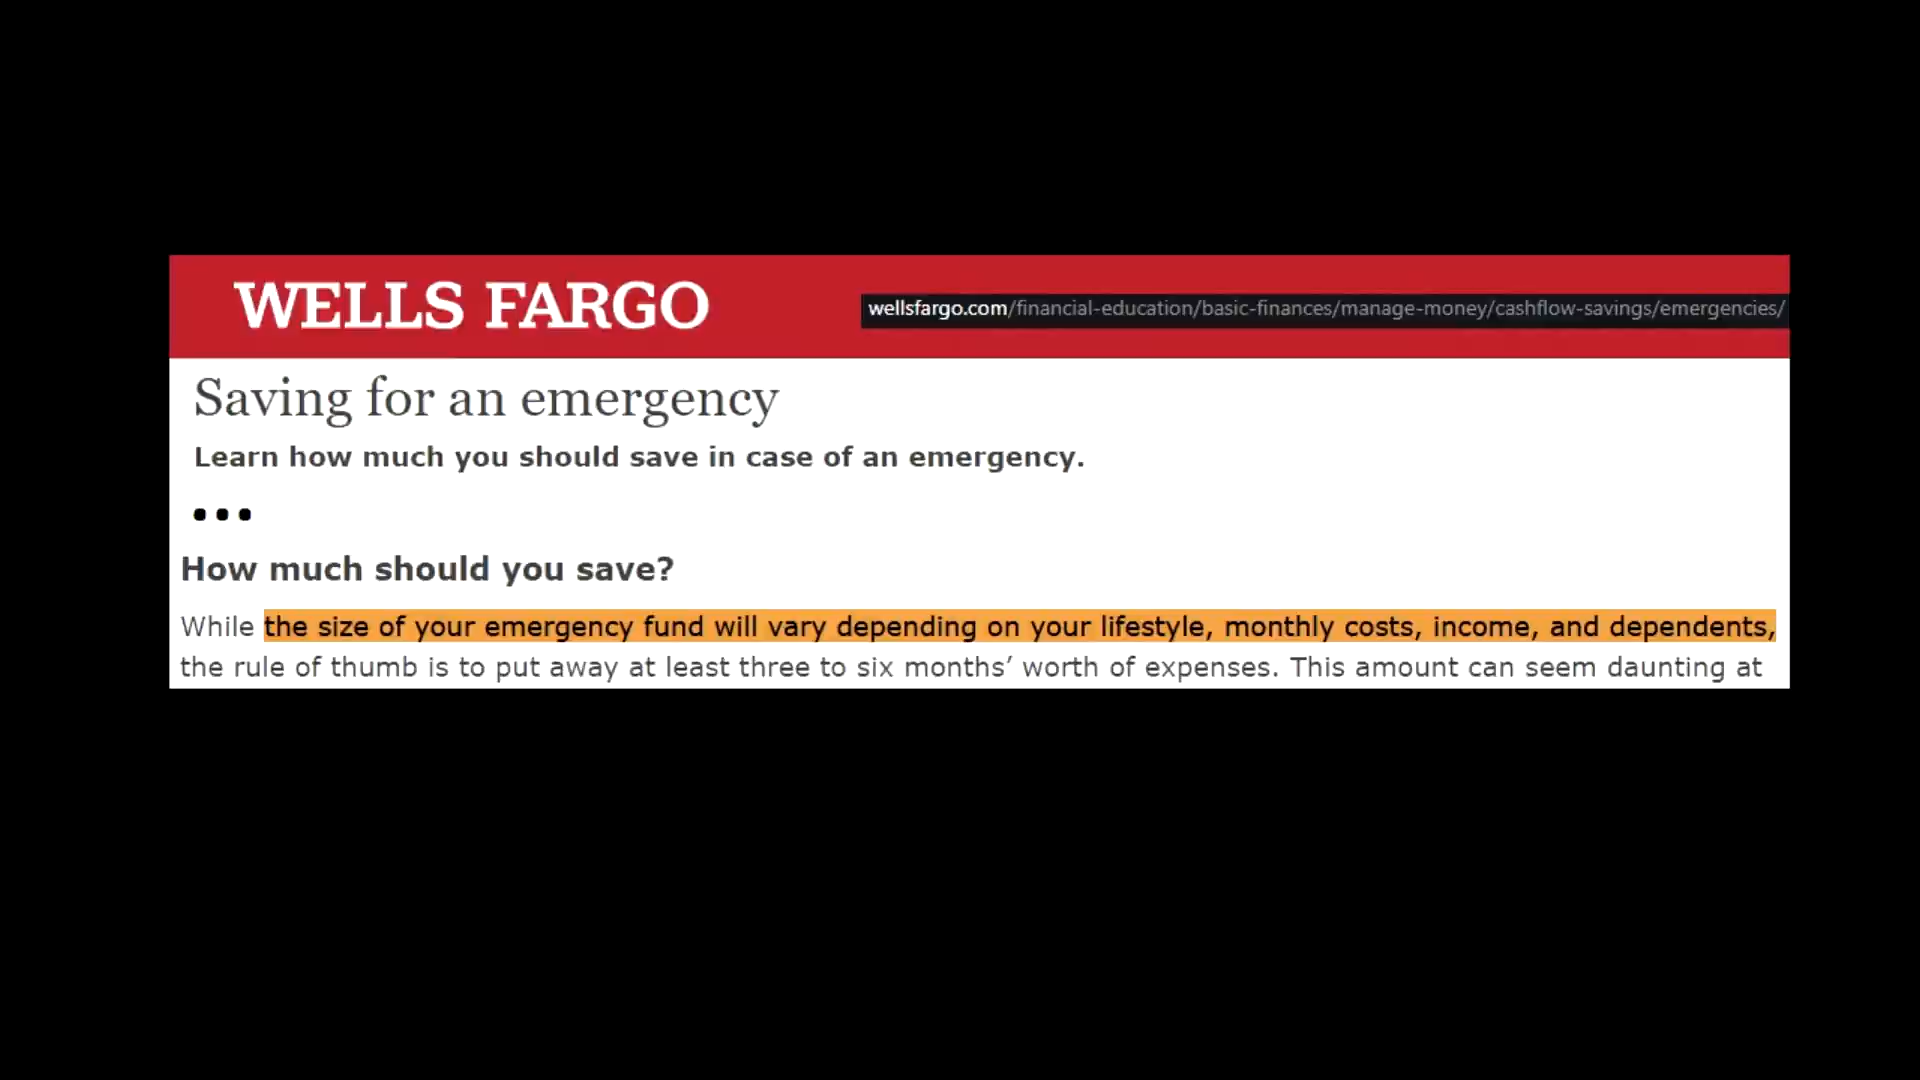 WELLS FARGO
wellsfargo.com/financial-education/basic-finances/manage-money/cashflow-savings/emergencies/
Saving for an emergency
Learn how much you should save in case of an emergency.
...
How much should you save?
While the size of your emergency fund will vary depending on your lifestyle, monthly costs, income, and dependents,
the rule of thumb is to put away at least three to six months’ worth of expenses. This amount can seem daunting at